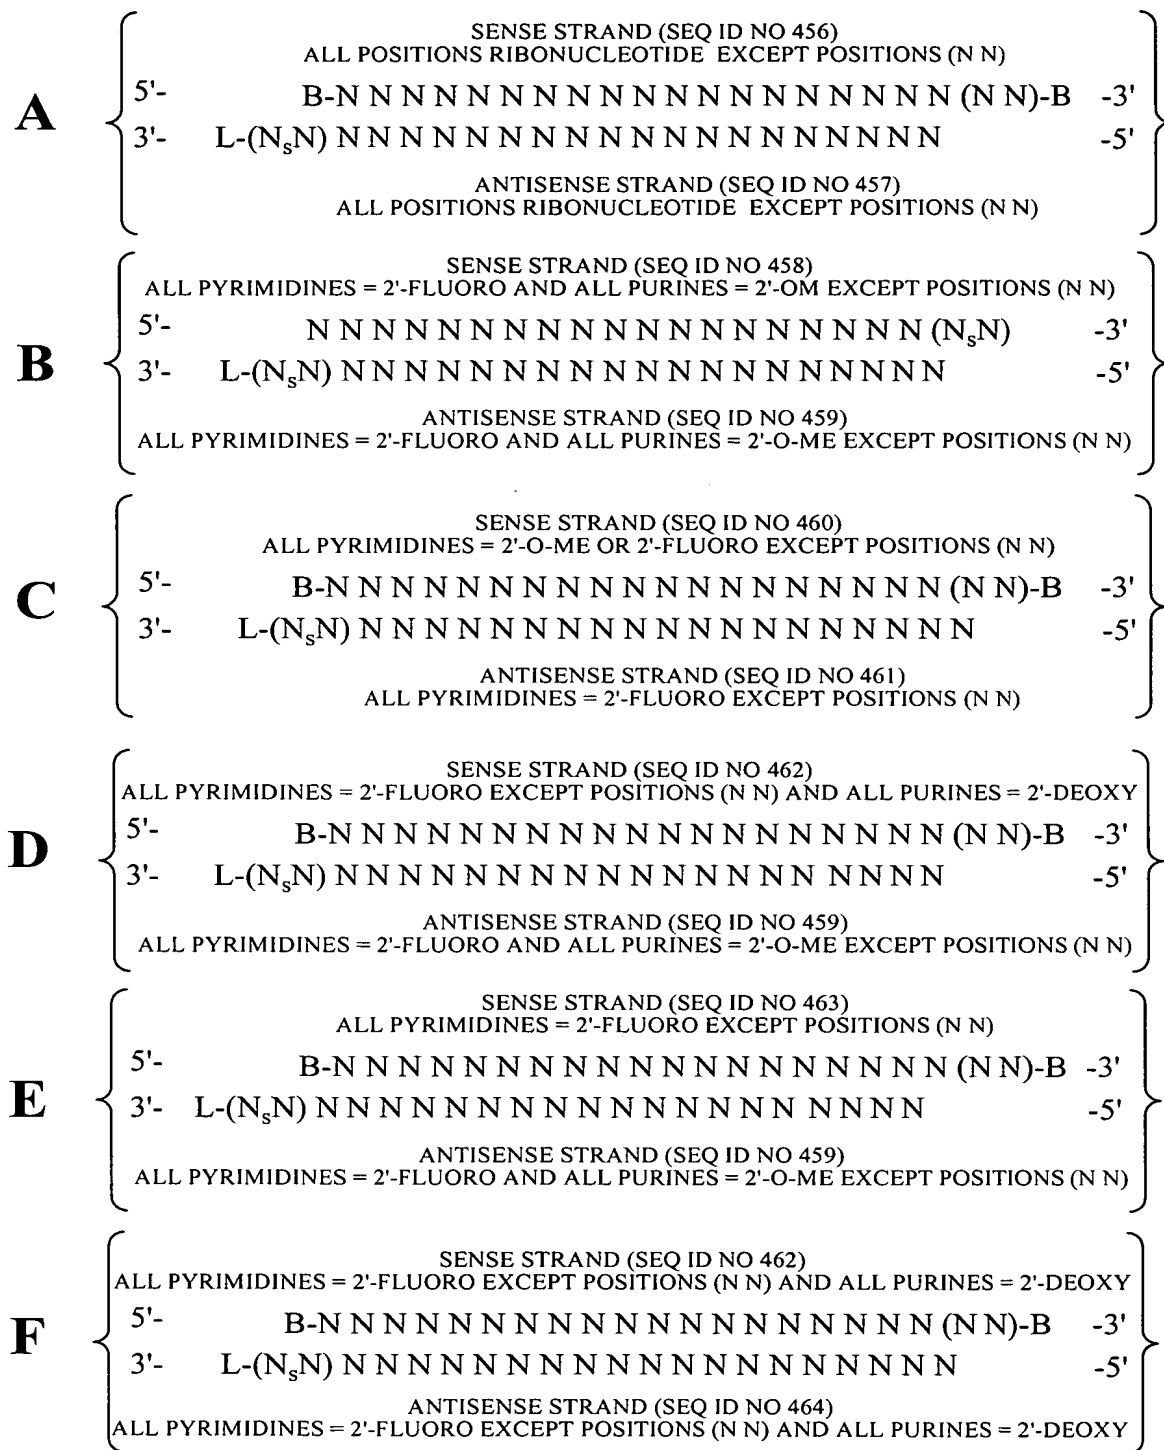 A
SENSE STRAND (SEQ ID NO 456)
ALL POSITIONS RIBONUCLEOTIDE EXCEPT POSITIONS (N N)
5'- B-N N N N N N N N N N N N N N N N N N N (N N)-B -3'
3'- L-(NsN) N N N N N N N N N N N N N N N N N N N -5'
ANTISENSE STRAND (SEQ ID NO 457)
ALL POSITIONS RIBONUCLEOTIDE EXCEPT POSITIONS (N N)
B
SENSE STRAND (SEQ ID NO 458)
ALL PYRIMIDINES = 2'-FLUORO AND ALL PURINES = 2'-OM EXCEPT POSITIONS (N N)
5'- N N N N N N N N N N N N N N N N N N N (NsN) -3'
3'- L-(NsN) N N N N N N N N N N N N N N N N N N N -5'
ANTISENSE STRAND (SEQ ID NO 459)
ALL PYRIMIDINES = 2'-FLUORO AND ALL PURINES = 2'-O-ME EXCEPT POSITIONS (N N)
C
SENSE STRAND (SEQ ID NO 460)
ALL PYRIMIDINES = 2'-O-ME OR 2'-FLUORO EXCEPT POSITIONS (N N)
5'- B-N N N N N N N N N N N N N N N N N N N (N N)-B -3'
3'- L-(NsN) N N N N N N N N N N N N N N N N N N N -5'
ANTISENSE STRAND (SEQ ID NO 461)
ALL PYRIMIDINES = 2'-FLUORO EXCEPT POSITIONS (N N)
D
SENSE STRAND (SEQ ID NO 462)
ALL PYRIMIDINES = 2'-FLUORO EXCEPT POSITIONS (N N) AND ALL PURINES = 2'-DEOXY
5'- B-N N N N N N N N N N N N N N N N N N N (N N)-B -3'
3'- L-(NsN) N N N N N N N N N N N N N N N N N N N -5'
ANTISENSE STRAND (SEQ ID NO 459)
ALL PYRIMIDINES = 2'-FLUORO AND ALL PURINES = 2'-O-ME EXCEPT POSITIONS (N N)
E
SENSE STRAND (SEQ ID NO 463)
ALL PYRIMIDINES = 2'-FLUORO EXCEPT POSITIONS (N N)
5'- B-N N N N N N N N N N N N N N N N N N N (N N)-B -3'
3'- L-(NsN) N N N N N N N N N N N N N N N N N N N -5'
ANTISENSE STRAND (SEQ ID NO 459)
ALL PYRIMIDINES = 2'-FLUORO AND ALL PURINES = 2'-O-ME EXCEPT POSITIONS (N N)
F
SENSE STRAND (SEQ ID NO 462)
ALL PYRIMIDINES = 2'-FLUORO EXCEPT POSITIONS (N N) AND ALL PURINES = 2'-DEOXY
5'- B-N N N N N N N N N N N N N N N N N N N (N N)-B -3'
3'- L-(NsN) N N N N N N N N N N N N N N N N N N N -5'
ANTISENSE STRAND (SEQ ID NO 464)
ALL PYRIMIDINES = 2'-FLUORO EXCEPT POSITIONS (N N) AND ALL PURINES = 2'-DEOXY